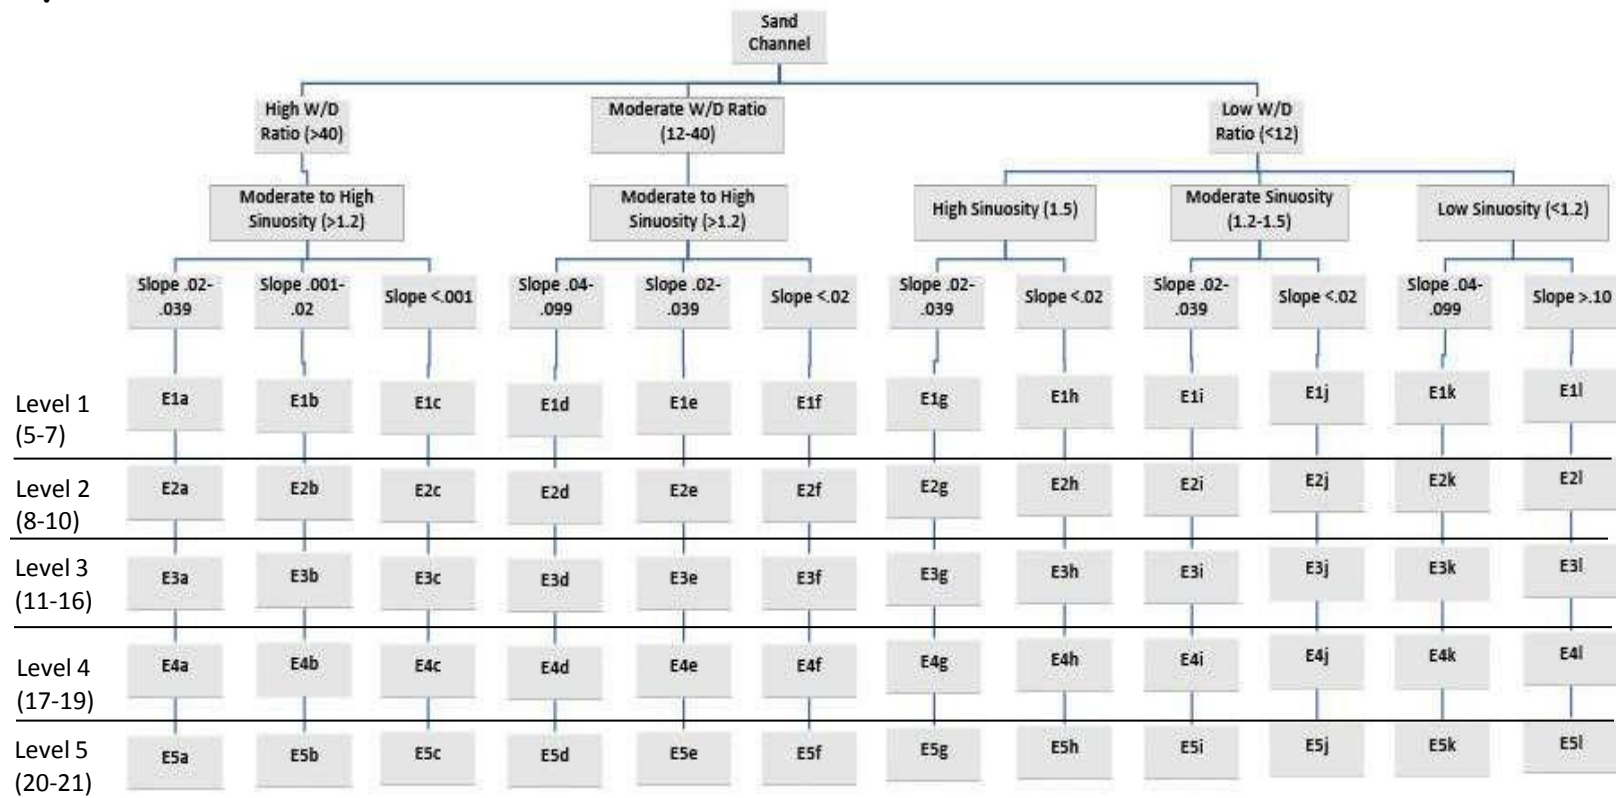 Sand
Channel
High W/D
Ratio (>40)
Moderate W/D Ratio
(12-40)
Low W/D
Ratio (<12)
Moderate to High
Sinuosity (>1.2)
Moderate to High
Sinuosity (>1.2)
High Sinuosity (1.5)
Moderate Sinuosity
(1.2-1.5)
Low Sinuosity (<1.2)
Slope .02-
.039
Slope .001-
.02
Slope <.001
Slope .04-
.099
Slope .02-
.039
Slope <.02
Slope .02-
.039
Slope <.02
Slope .02-
.039
Slope <.02
Slope .04-
.099
Slope >.10
Level 1
(5-7)
E1a
E1b
E1c
E1d
E1e
E1f
E1g
E1h
E1i
E1j
E1k
E1l
Level 2
(8-10)
E2a
E2b
E2c
E2d
E2e
E2f
E2g
E2h
E2i
E2j
E2k
E2l
Level 3
(11-16)
E3a
E3b
E3c
E3d
E3e
E3f
E3g
E3h
E3i
E3j
E3k
E3l
Level 4
(17-19)
E4a
E4b
E4c
E4d
E4e
E4f
E4g
E4h
E4i
E4j
E4k
E4l
Level 5
(20-21)
E5a
E5b
E5c
E5d
E5e
E5f
E5g
E5h
E5i
E5j
E5k
E5l